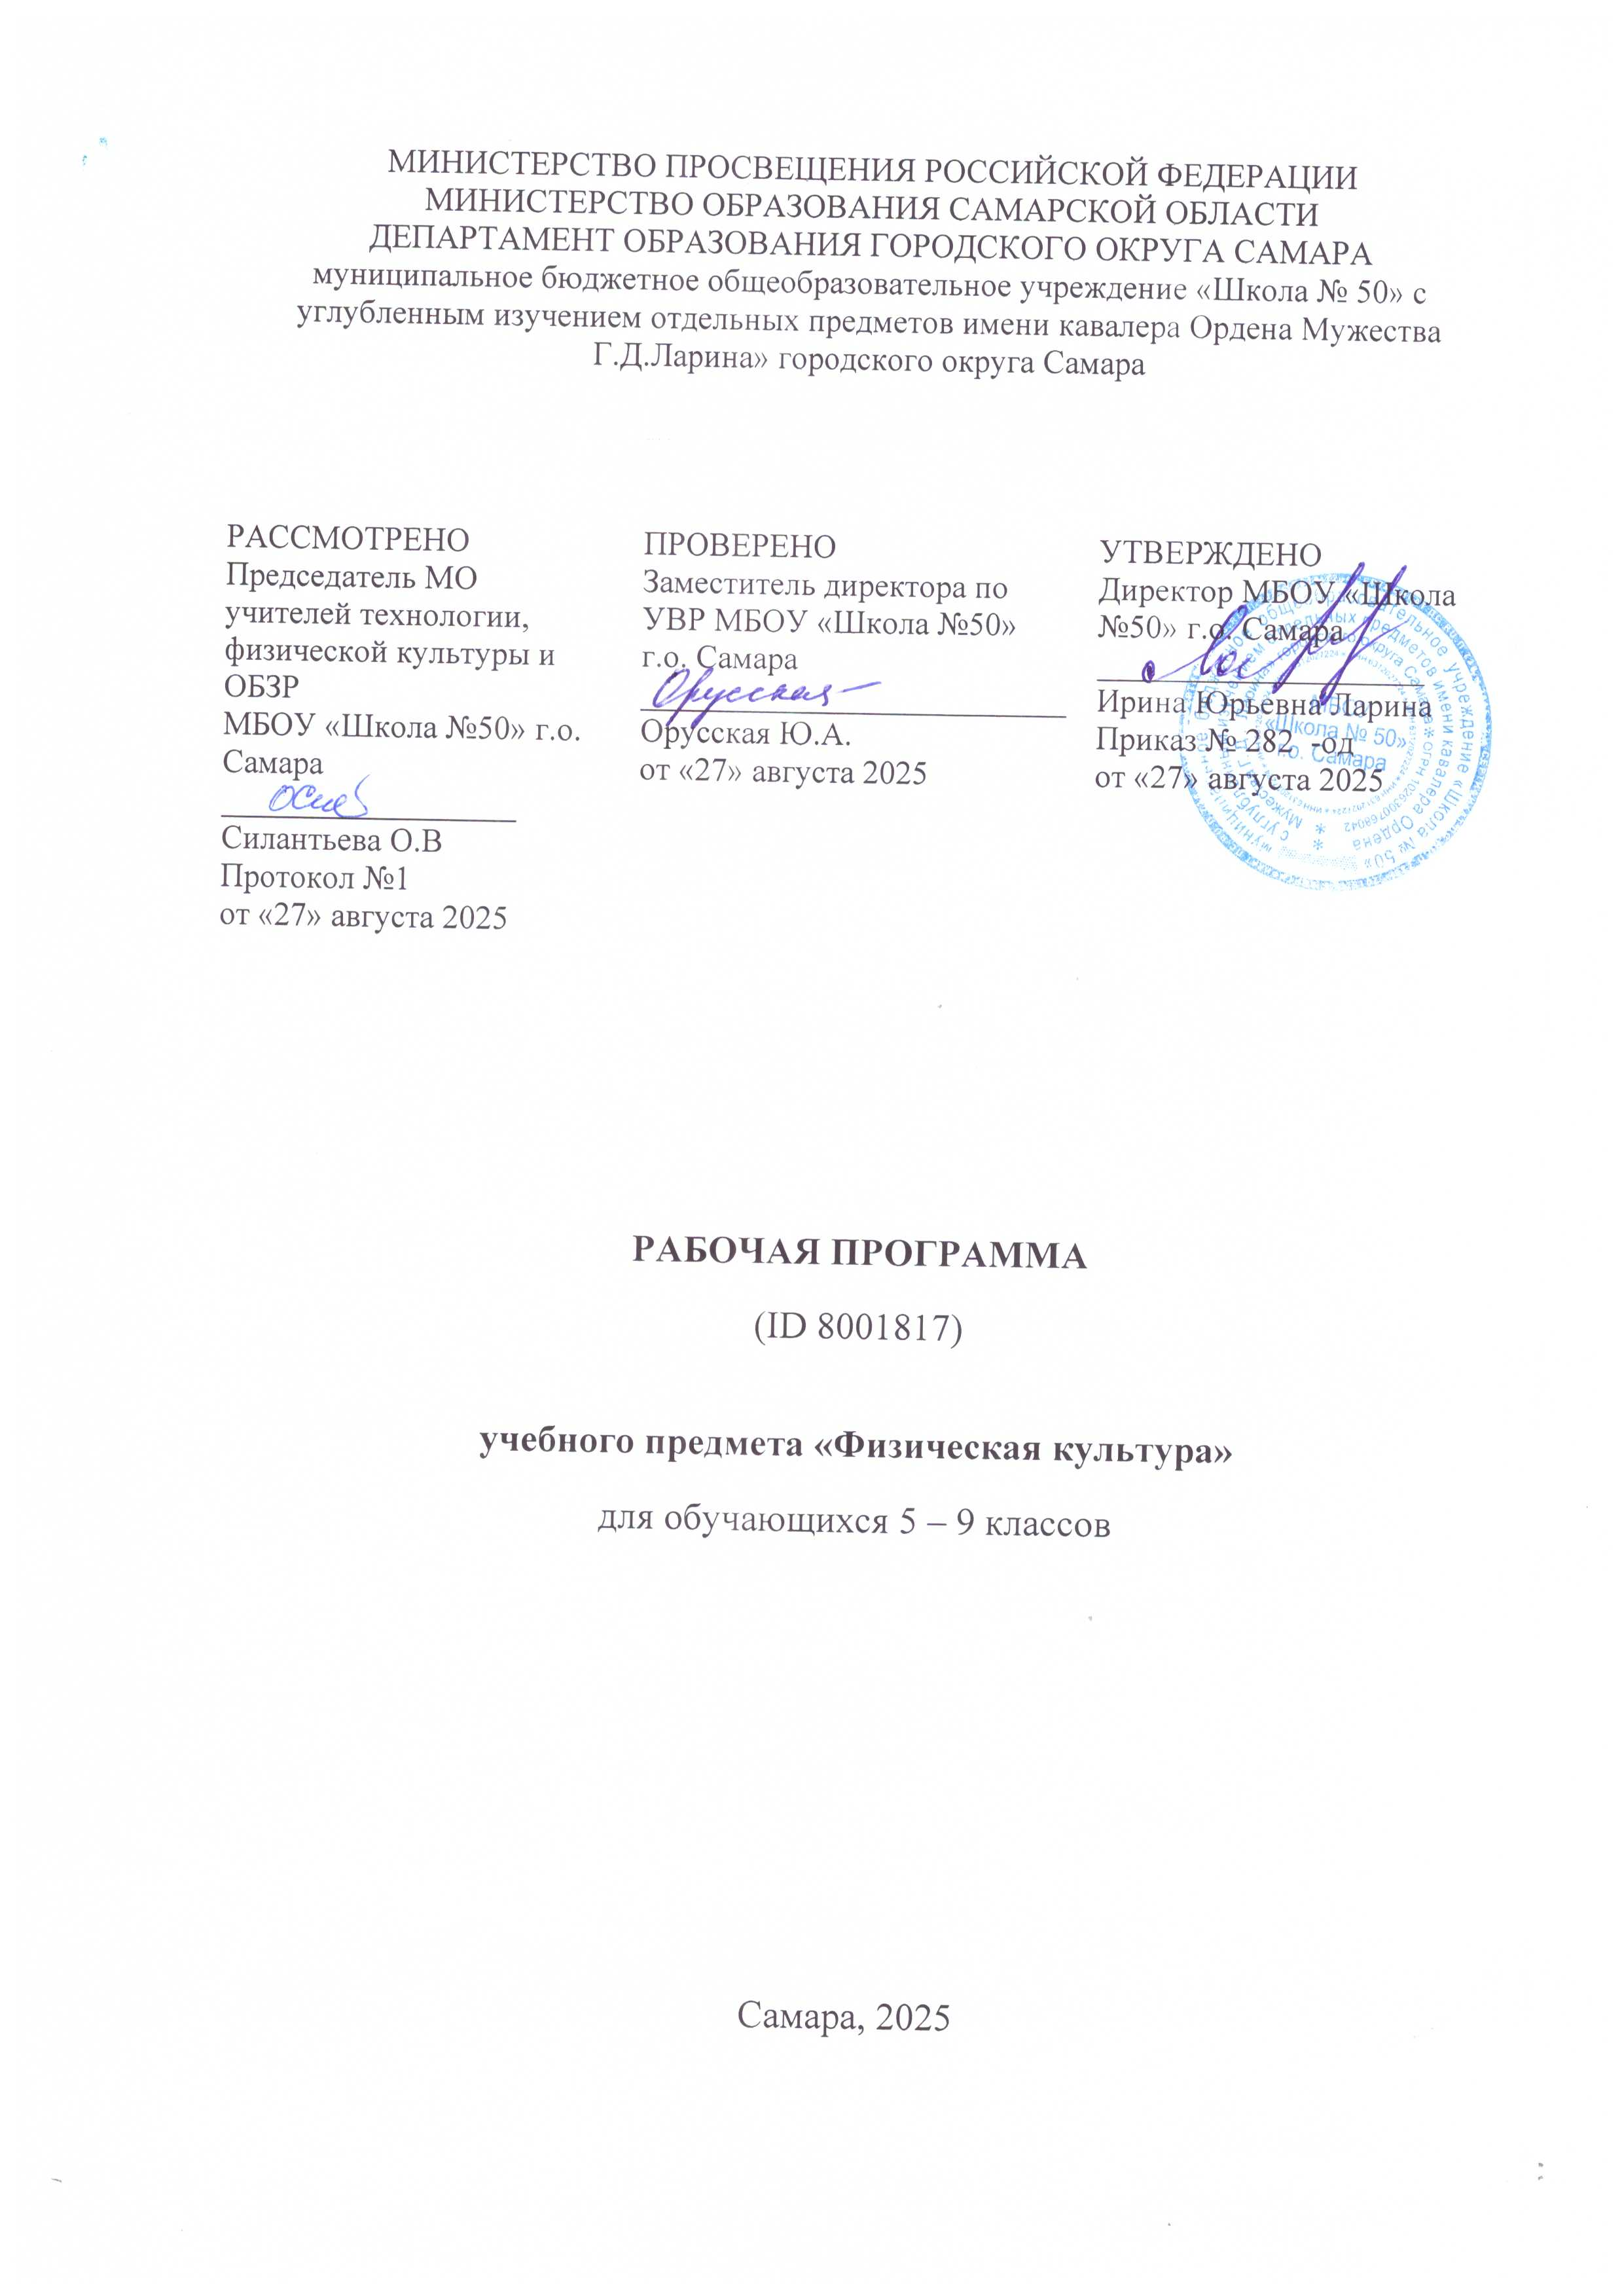 МИНИСТЕРСТВО ПРОСВЕЩЕНИЯ РОССИЙСКОЙ ФЕДЕРАЦИИ
МИНИСТЕРСТВО ОБРАЗОВАНИЯ САМАРСКОЙ ОБЛАСТИ
ДЕПАРТАМЕНТ ОБРАЗОВАНИЯ ГОРОДСКОГО ОКРУГА САМАРА
муниципальное бюджетное общеобразовательное учреждение «Школа № 50» с
углубленным изучением отдельных предметов имени кавалера Ордена Мужества
Г.Д.Ларина» городского округа Самара
РАССМОТРЕНО
Председатель МО
учителей технологии,
физической культуры и
ОБЗР
МБОУ «Школа №50» г.о.
Самара
Силантьева О.В
Протокол №1
от «27» августа 2025
ПРОВЕРЕНО
Заместитель директора по
УВР МБОУ «Школа №50»
г.о. Самара
Орусская
Орусская Ю.А.
от «27» августа 2025
УТВЕРЖДЕНО
Директор МБОУ «Школа
№50» г.о. Самара
Ирина Юрьевна Ларина
Приказ № 282 -од
от «27» августа 2025
«Школа № 50»
г.о. Самара
РАБОЧАЯ ПРОГРАММА
(ID 8001817)
учебного предмета «Физическая культура»
для обучающихся 5 – 9 классов
Самара, 2025